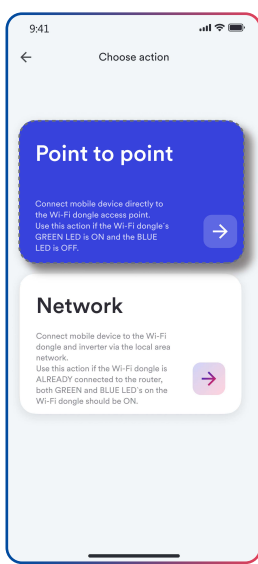 9:41
Choose action
Point to point
Connect mobile device directly to
the Wi-Fi dongle access point.
Use this action if the Wi-Fi dongle's
GREEN LED is ON and the BLUE
LED is OFF.
Network
Connect mobile device to the Wi-Fi
dongle and inverter via the local area
network.
Use this action if the Wi-Fi dongle is
ALREADY connected to the router,
both GREEN and BLUE LED's on the
Wi-Fi dongle should be ON.